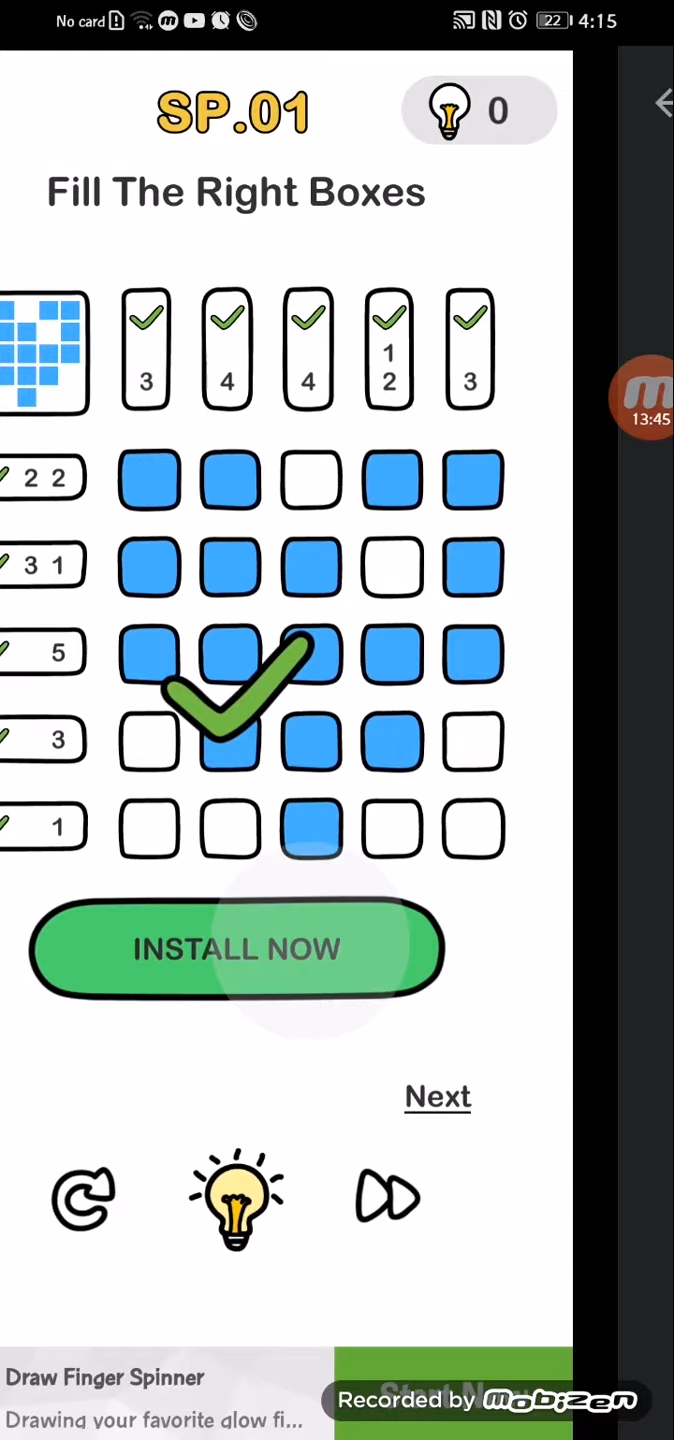 No card 22 4:15
SP.01 0
Fill The Right Boxes
3 4 4 1 2 3
2 2
3 1
5
3
1
13:45
INSTALL NOW
Next
Draw Finger Spinner
Drawing your favorite glow fi...
Recorded by MOBIZEN